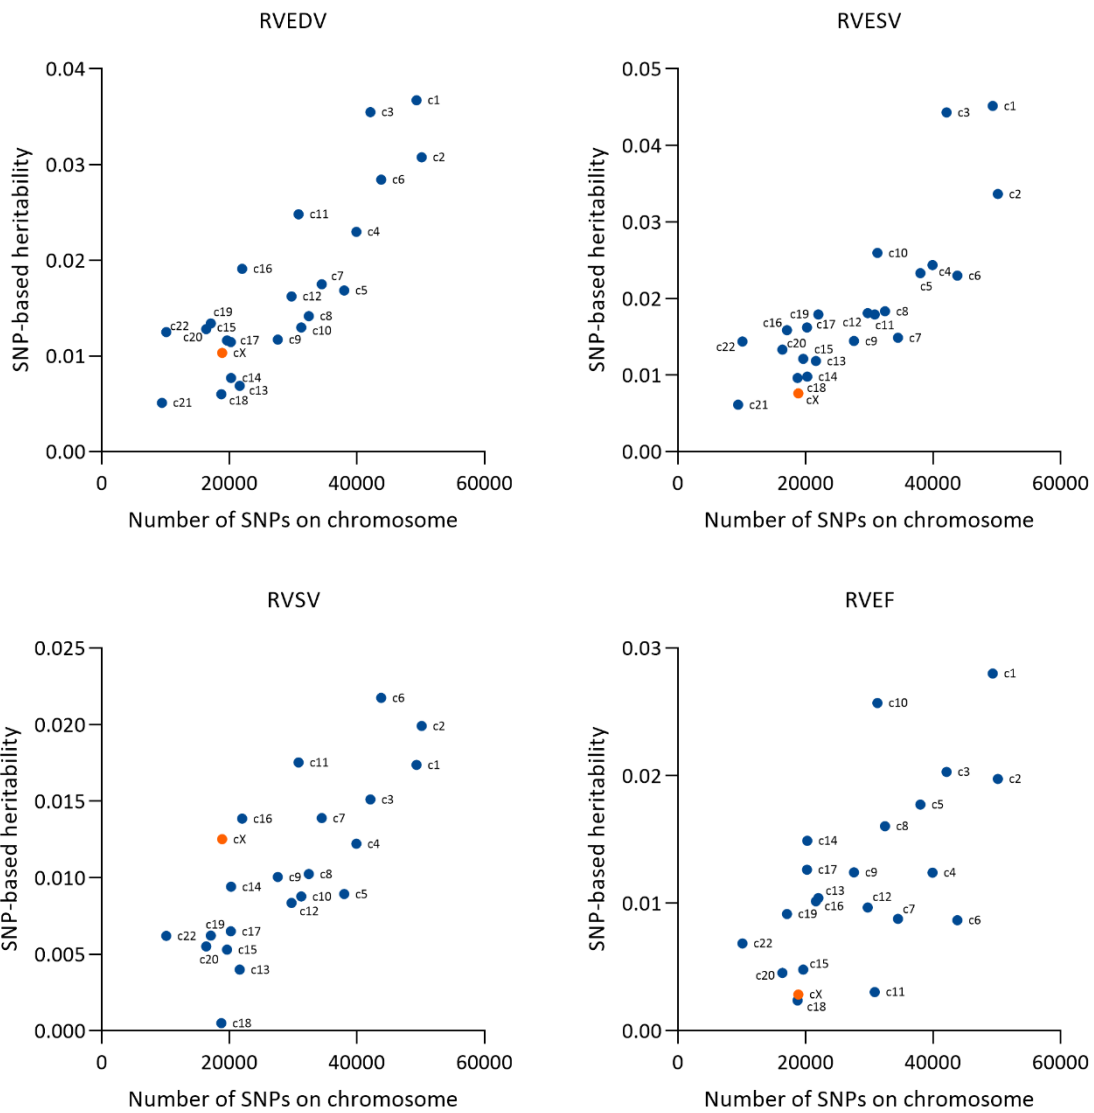 RVEDV
SNP-based heritability
0.04
0.03
0.02
0.01
0.00
c1
c3
c2
c6
c11
c4
c16
c7
c5
c12
c19
c8
c22
c15
c10
c20
c17
c9
cX
c14
c13
c18
c21
0
20000
40000
60000
Number of SNPs on chromosome
RVESV
SNP-based heritability
0.05
0.04
0.03
0.02
0.01
0.00
c1
c3
c2
c10
c4
c6
c5
c19
c8
c16
c17
c12
c11
c22
c20
c15
c9
c7
c13
c14
c18
cX
c21
0
20000
40000
60000
Number of SNPs on chromosome
RVSV
SNP-based heritability
0.025
0.020
0.015
0.010
0.005
0.000
c6
c2
c11
c1
c3
c16
c7
cX
c4
c14
c9
c8
c10
c5
c12
c19
c22
c17
c20
c15
c13
c18
0
20000
40000
60000
Number of SNPs on chromosome
RVEF
SNP-based heritability
0.03
0.02
0.01
0.00
c1
c10
c3
c2
c5
c8
c14
c17
c9
c4
c13
c12
c16
c19
c7
c6
c22
c15
c20
cX
c11
c18
0
20000
40000
60000
Number of SNPs on chromosome